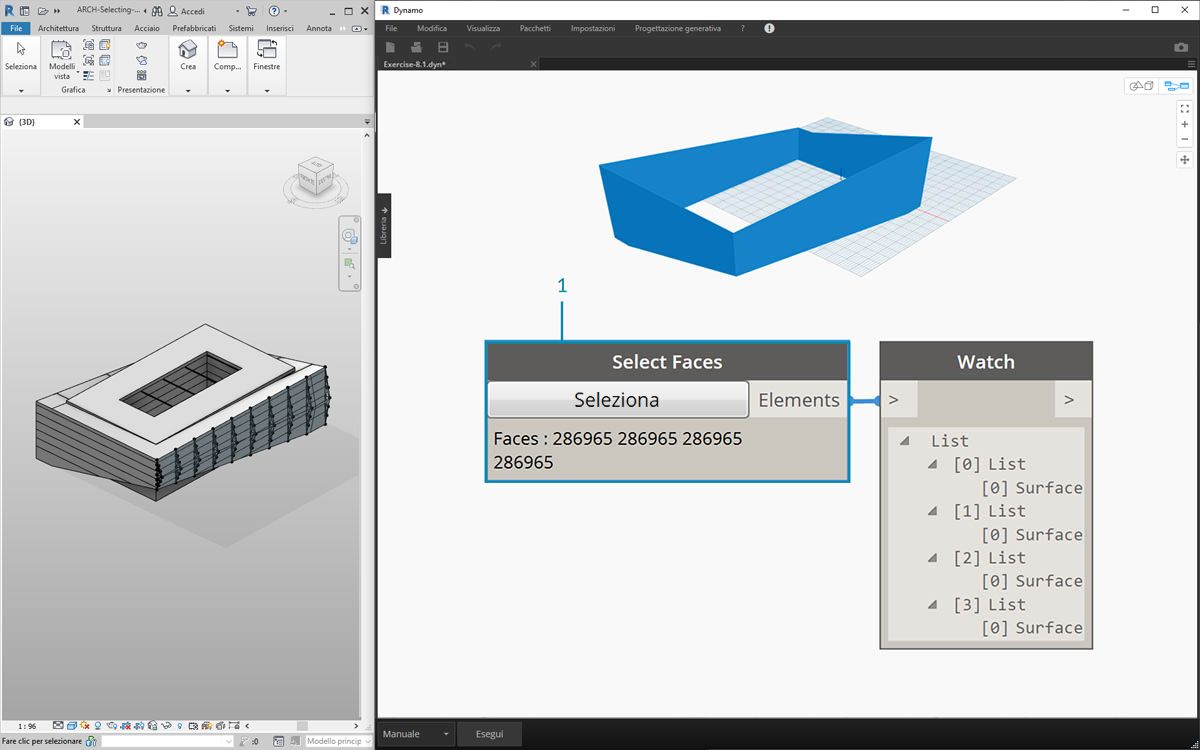 ARCH-Selecting-...
Accedi
File Architettura Struttura Acciaio Prefabbricati Sistemi Inserisci Annota
Seleziona
Modelli vista
Crea
Comp...
Finestre
Grafica
Presentazione
{3D}
1 : 96
Fare clic per selezionare
:0
Modello princip
Dynamo
File Modifica Visualizza Pacchetti Impostazioni Progettazione generativa ?
Exercise-8.1.dyn*
Libreria
1
Select Faces
Seleziona
Elements
Faces : 286965 286965 286965
286965
Watch
> >
List
[0] List
[0] Surface
[1] List
[0] Surface
[2] List
[0] Surface
[3] List
[0] Surface
Manuale
Esegui